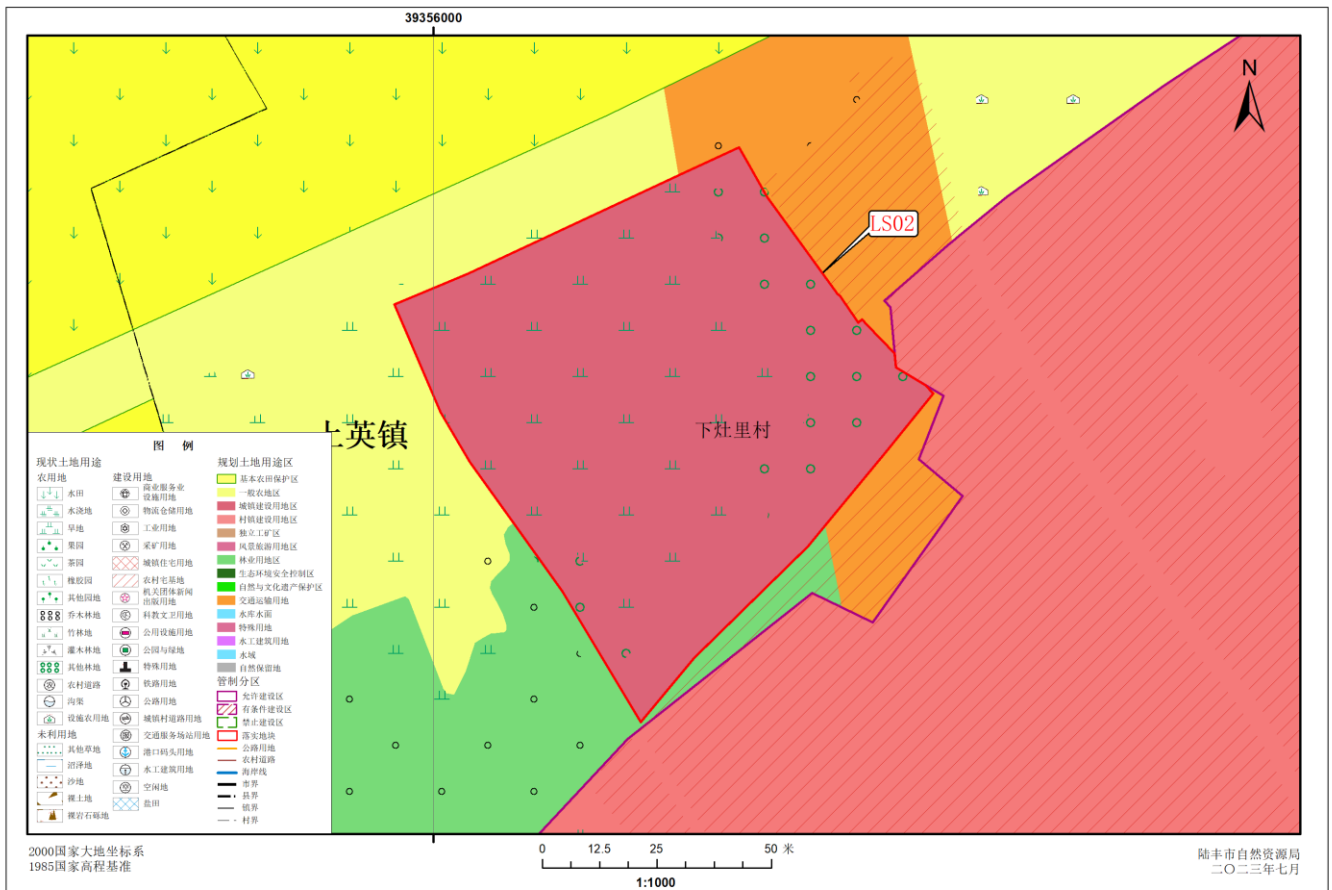 39356000
N
LS02
下灶里村
上英镇
图 例
现状土地用途
农用地
水田
水浇地
旱地
果园
茶园
橡胶园
其他园地
乔木林地
竹林地
灌木林地
其他林地
农村道路
沟渠
设施农用地
未利用地
其他草地
沼泽地
沙地
裸土地
裸岩石砾地
建设用地
商业服务业
设施用地
物流仓储用地
工业用地
采矿用地
城镇住宅用地
农村宅基地
机关团体新闻
出版用地
科教文卫用地
公用设施用地
公园与绿地
特殊用地
铁路用地
公路用地
城镇村道路用地
交通服务场站用地
港口码头用地
水工建筑用地
空闲地
盐田
规划土地用途区
基本农田保护区
一般农地区
城镇建设用地区
村镇建设用地区
独立工矿区
风景旅游用地区
林业用地区
生态环境安全控制区
自然与文化遗产保护区
交通运输用地
水库水面
特殊用地
水工建筑用地
水域
自然保留地
管制分区
允许建设区
有条件建设区
禁止建设区
落实地块
公路用地
农村道路
海岸线
市界
县界
镇界
村界
2000国家大地坐标系
1985国家高程基准
0 12.5 25 50 米
1:1000
陆丰市自然资源局
二〇二三年七月